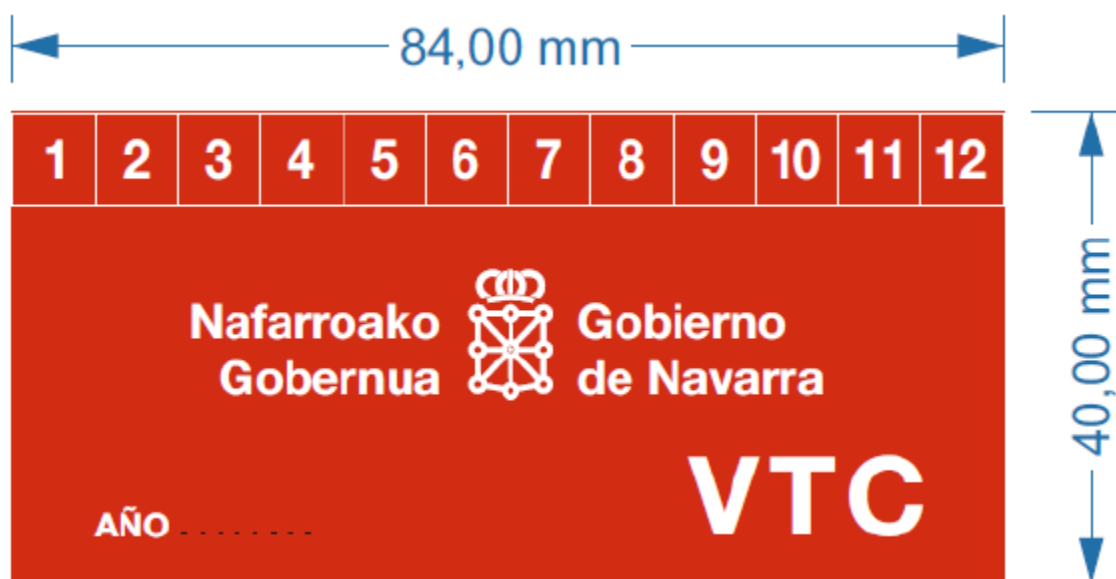 84,00 mm
1 2 3 4 5 6 7 8 9 10 11 12
40,00 mm
Nafarroako Gobernua
Gobierno de Navarra
VTC
AÑO --------